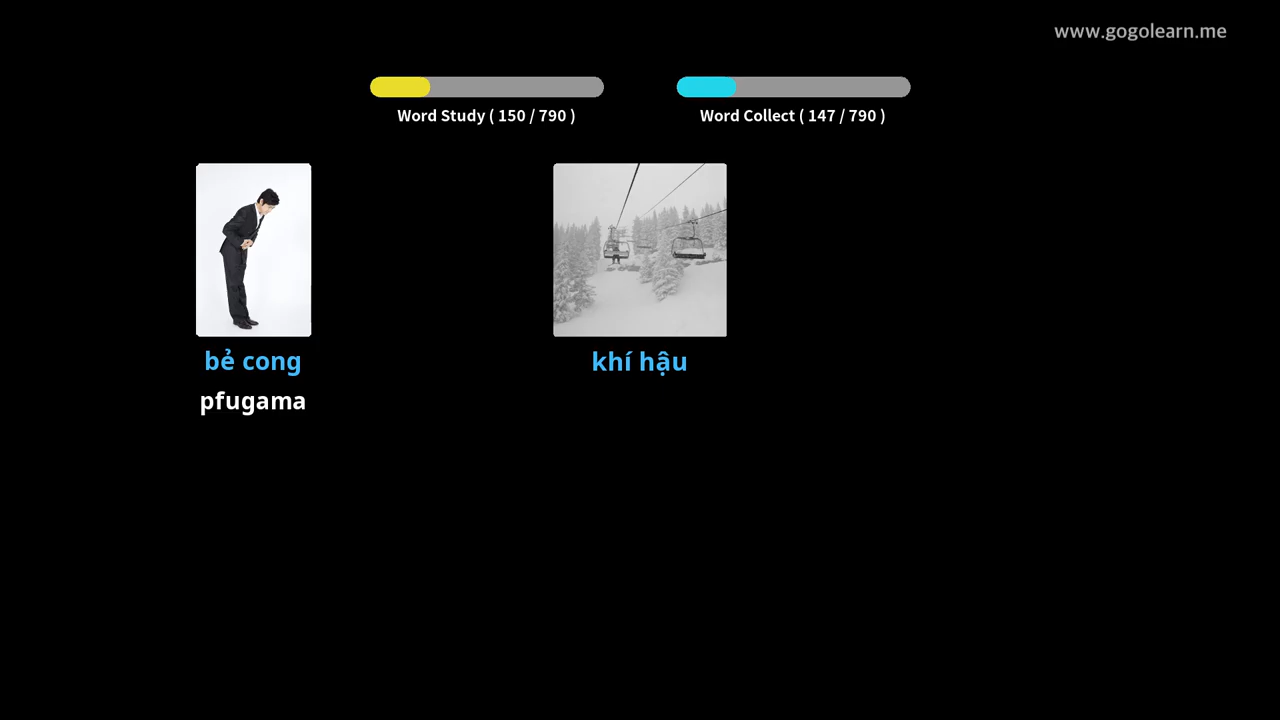 www.gogolearn.me
Word Study ( 150 / 790 )
Word Collect ( 147 / 790 )
bẻ cong
pfugama
khí hậu